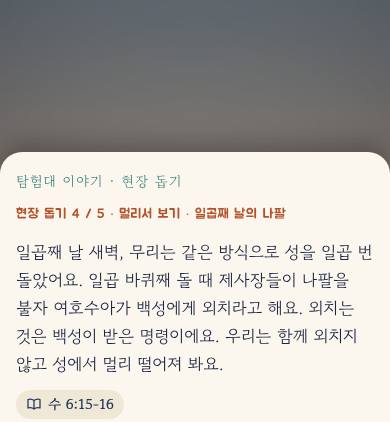 탐험대 이야기 · 현장 돕기
현장 돕기 4 / 5 · 멀리서 보기 · 일곱째 날의 나팔
일곱째 날 새벽, 무리는 같은 방식으로 성을 일곱 번
돌았어요. 일곱 바퀴째 돌 때 제사장들이 나팔을
불자 여호수아가 백성에게 외치라고 해요. 외치는
것은 백성이 받은 명령이에요. 우리는 함께 외치지
않고 성에서 멀리 떨어져 봐요.
수 6:15-16